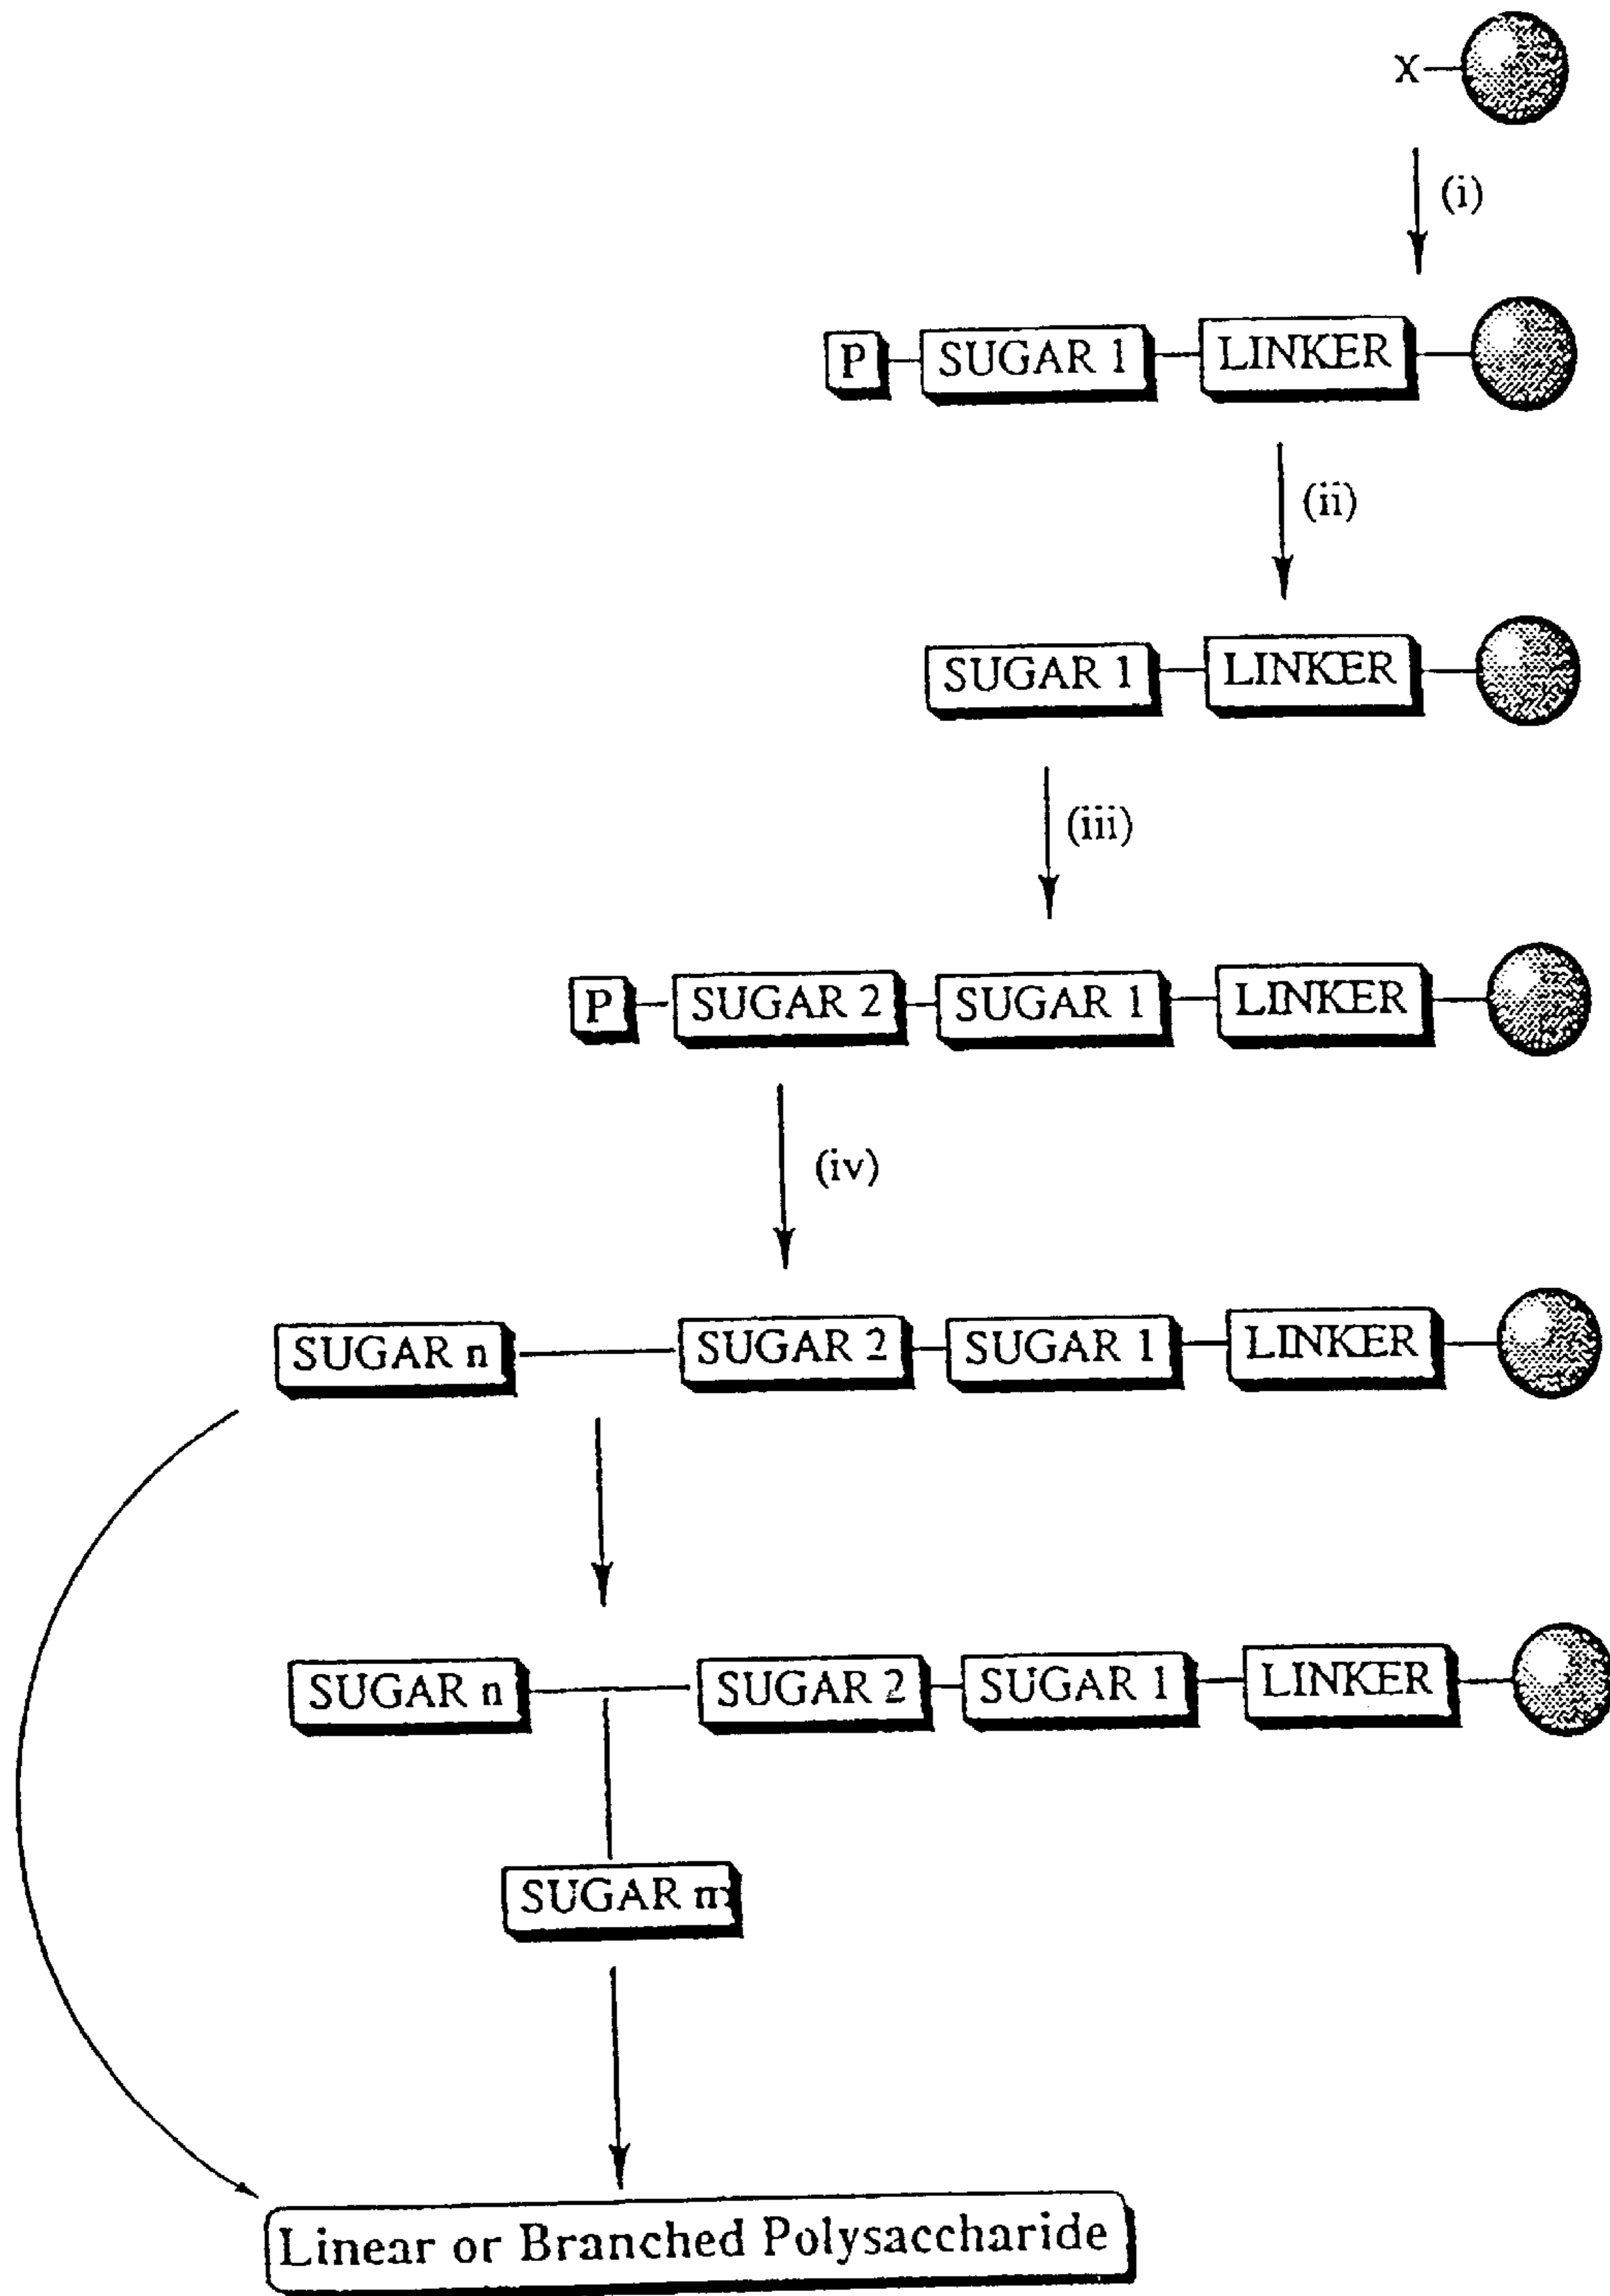 X
(i)
P SUGAR 1 LINKER
(ii)
SUGAR 1 LINKER
(iii)
P SUGAR 2 SUGAR 1 LINKER
(iv)
SUGAR n SUGAR 2 SUGAR 1 LINKER
SUGAR n SUGAR 2 SUGAR 1 LINKER
SUGAR m
Linear or Branched Polysaccharide